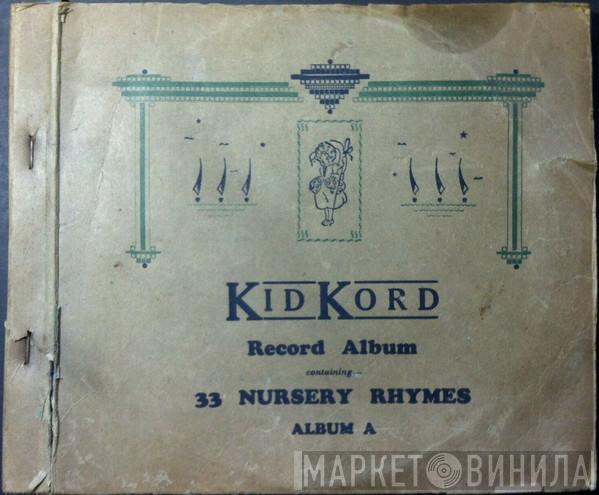 KIDKORD
Record Album
containing
33 NURSERY RHYMES
ALBUM A
МАРКЕТ ВИНИЛА